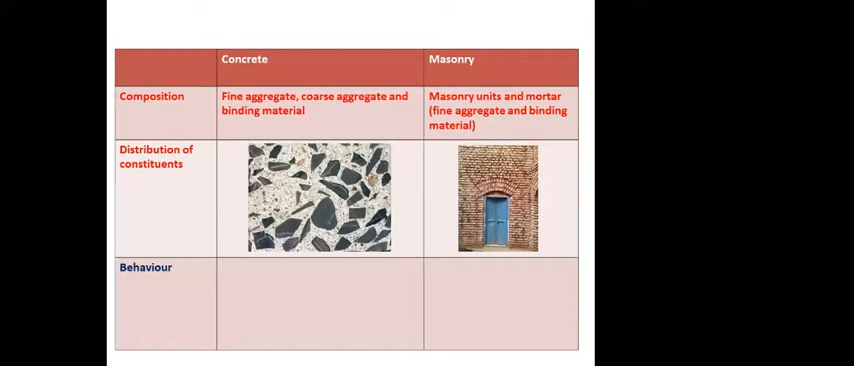 Concrete
Masonry
Composition
Fine aggregate, coarse aggregate and
binding material
Masonry units and mortar
(fine aggregate and binding
material)
Distribution of
constituents
Behaviour